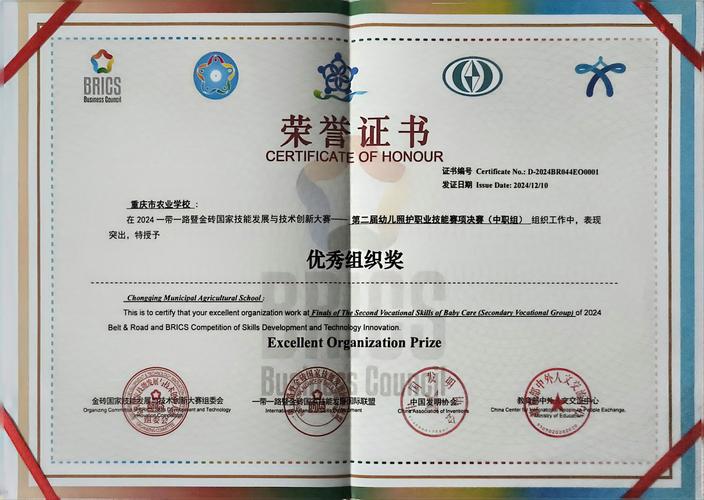 BRICS
Business Council
荣誉证书
CERTIFICATE OF HONOUR
证书编号 Certificate No.: D-2024BR044EO0001
发证日期 Issue Date: 2024/12/10
重庆市农业学校 :
在 2024 一带一路暨金砖国家技能发展与技术创新大赛—— 第二届幼儿照护职业技能赛项决赛（中职组） 组织工作中，表现
突出，特授予
优秀组织奖
BRICS
Business Council
Chongqing Municipal Agricultural School :
This is to certify that your excellent organization work at Finals of The Second Vocational Skills of Baby Care (Secondary Vocational Group) of 2024
Belt & Road and BRICS Competition of Skills Development and Technology Innovation.
Excellent Organization Prize
金砖国家技能发展与技术创新大赛组委会
Organizing Committee Skills Development and Technology
Innovation
一带一路暨金砖国家技能发展国际联盟
International Development
中国发明协会
China Association of Inventions
教育部中外人文交流中心
China Center for International People-to-People Exchange,
Ministry of Education